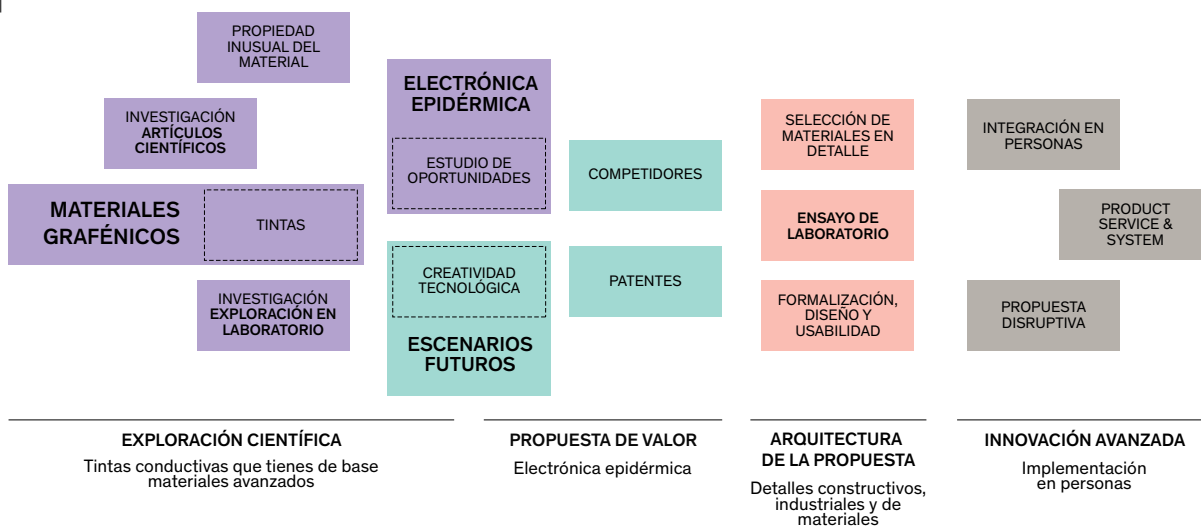 PROPIEDAD
INUSUAL DEL
MATERIAL
INVESTIGACIÓN
ARTÍCULOS
CIENTÍFICOS
MATERIALES
GRAFÉNICOS
TINTAS
INVESTIGACIÓN
EXPLORACIÓN EN
LABORATORIO
ELECTRÓNICA
EPIDÉRMICA
ESTUDIO DE
OPORTUNIDADES
CREATIVIDAD
TECNOLÓGICA
ESCENARIOS
FUTUROS
COMPETIDORES
PATENTES
SELECCIÓN DE
MATERIALES EN
DETALLE
ENSAYO DE
LABORATORIO
FORMALIZACIÓN,
DISEÑO Y
USABILIDAD
INTEGRACIÓN EN
PERSONAS
PRODUCT
SERVICE &
SYSTEM
PROPUESTA
DISRUPTIVA
EXPLORACIÓN CIENTÍFICA
Tintas conductivas que tienes de base
materiales avanzados
PROPUESTA DE VALOR
Electrónica epidérmica
ARQUITECTURA
DE LA PROPUESTA
Detalles constructivos,
industriales y de
materiales
INNOVACIÓN AVANZADA
Implementación
en personas